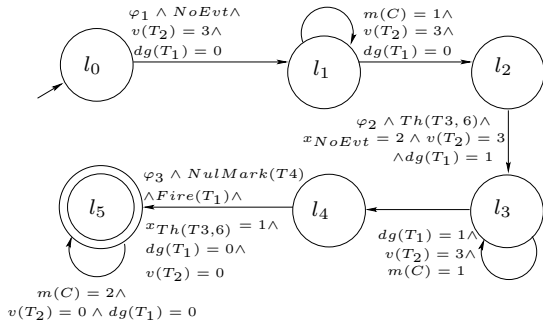 φ₁ ∧ NoEvt∧
v(T₂) = 3∧
dg(T₁) = 0
m(C) = 1∧
v(T₂) = 3∧
dg(T₁) = 0
l₀
l₁
l₂
φ₂ ∧ Th(T3, 6)∧
x_NoEvt = 2 ∧ v(T₂) = 3
∧dg(T₁) = 1
φ₃ ∧ NulMark(T4)
∧Fire(T₁)∧
x_Th(T3,6) = 1∧
dg(T₁) = 0∧
v(T₂) = 0
l₅
l₄
l₃
dg(T₁) = 1∧
v(T₂) = 3∧
m(C) = 1
m(C) = 2∧
v(T₂) = 0 ∧ dg(T₁) = 0